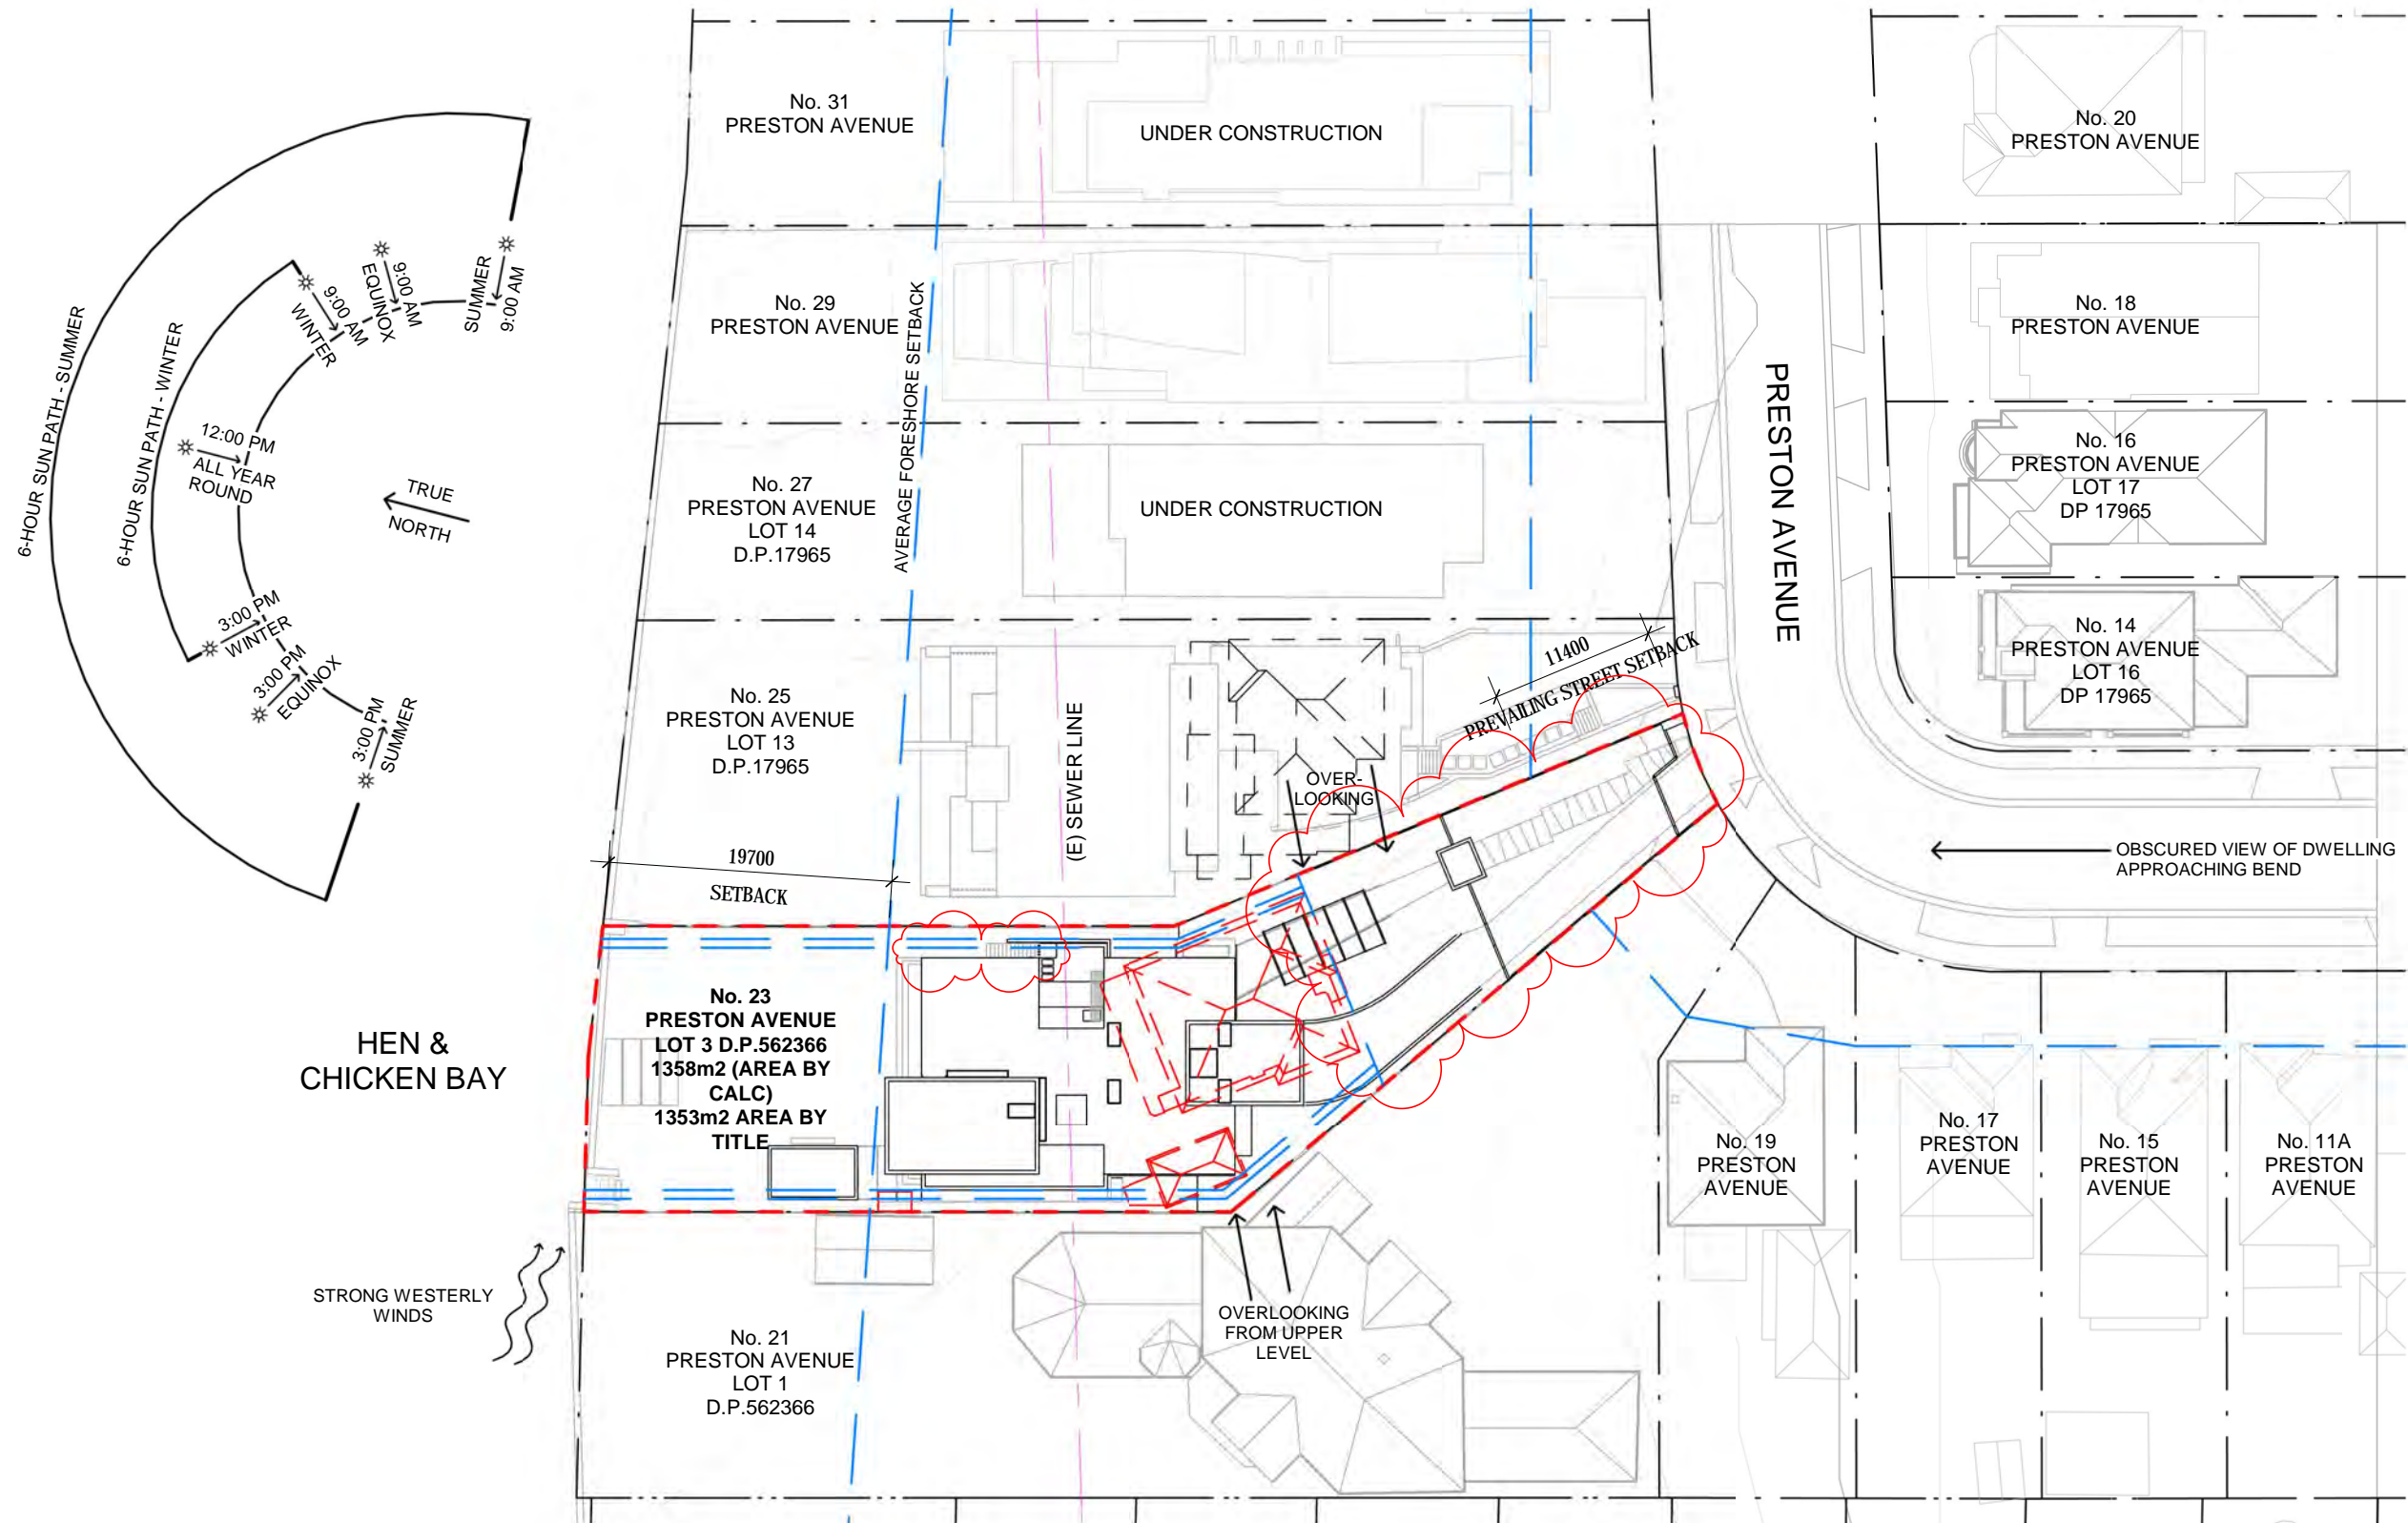 No. 31
PRESTON AVENUE
UNDER CONSTRUCTION
No. 20
PRESTON AVENUE
6-HOUR SUN PATH - SUMMER
6-HOUR SUN PATH - WINTER
9:00 AM
WINTER
9:00 AM
EQUINOX
SUMMER
9:00 AM
12:00 PM
ALL YEAR
ROUND
TRUE
NORTH
3:00 PM
WINTER
3:00 PM
EQUINOX
3:00 PM
SUMMER
No. 29
PRESTON AVENUE
AVERAGE FORESHORE SETBACK
No. 18
PRESTON AVENUE
PRESTON AVENUE
No. 27
PRESTON AVENUE
LOT 14
D.P.17965
UNDER CONSTRUCTION
No. 16
PRESTON AVENUE
LOT 17
DP 17965
No. 25
PRESTON AVENUE
LOT 13
D.P.17965
(E) SEWER LINE
11400
PREVAILING STREET SETBACK
No. 14
PRESTON AVENUE
LOT 16
DP 17965
OVER-
LOOKING
19700
SETBACK
OBSCURED VIEW OF DWELLING
APPROACHING BEND
HEN &
CHICKEN BAY
No. 23
PRESTON AVENUE
LOT 3 D.P.562366
1358m2 (AREA BY
CALC)
1353m2 AREA BY
TITLE
No. 19
PRESTON
AVENUE
No. 17
PRESTON
AVENUE
No. 15
PRESTON
AVENUE
No. 11A
PRESTON
AVENUE
STRONG WESTERLY
WINDS
No. 21
PRESTON AVENUE
LOT 1
D.P.562366
OVERLOOKING
FROM UPPER
LEVEL